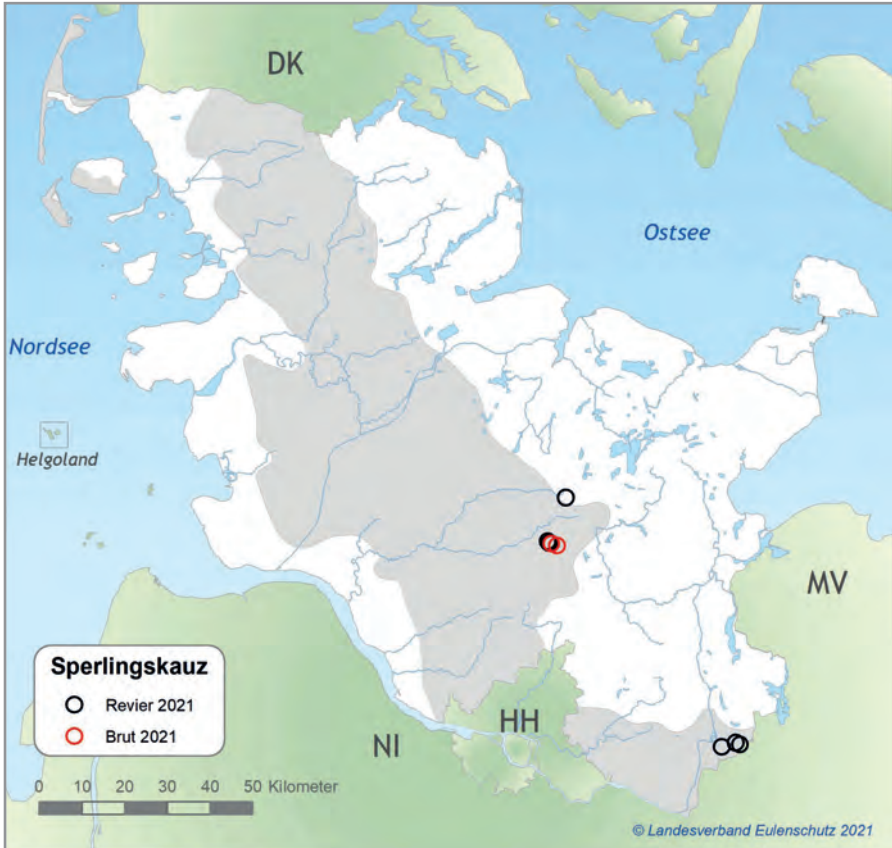 DK
Ostsee
Nordsee
Helgoland
MV
Sperlingskauz
Revier 2021
Brut 2021
HH
NI
0 10 20 30 40 50 Kilometer
© Landesverband Eulenschutz 2021